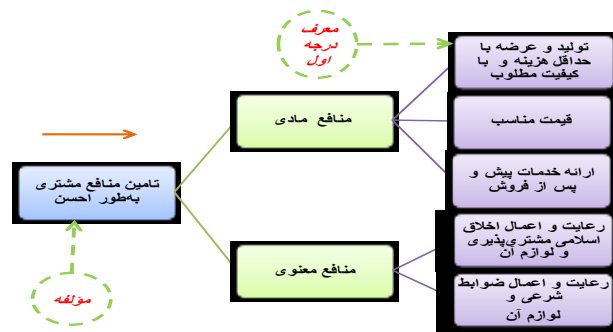 معرف
درجه
اول
تولید و عرضه با
حداقل هزینه و با
کیفیت مطلوب
منافع مادی
قیمت مناسب
ارائه خدمات پیش و
پس از فروش
تامین منافع مشتری
به‌طور احسن
رعایت و اعمال اخلاق
اسلامی مشتری‌پذیری
و لوازم آن
منافع معنوی
رعایت و اعمال ضوابط
شرعی و
لوازم آن
مؤلفه